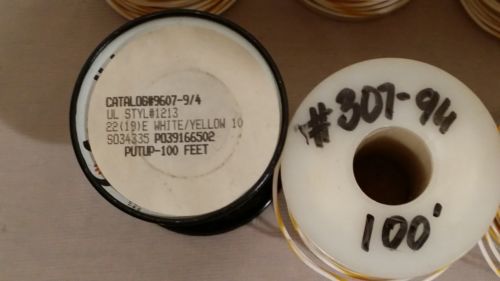 CATALOG#9607-9/4
UL STYL#1213
22(19)E WHITE/YELLOW 10
SO34335 PO39166502
PUTUP-100 FEET
#307-94
100'